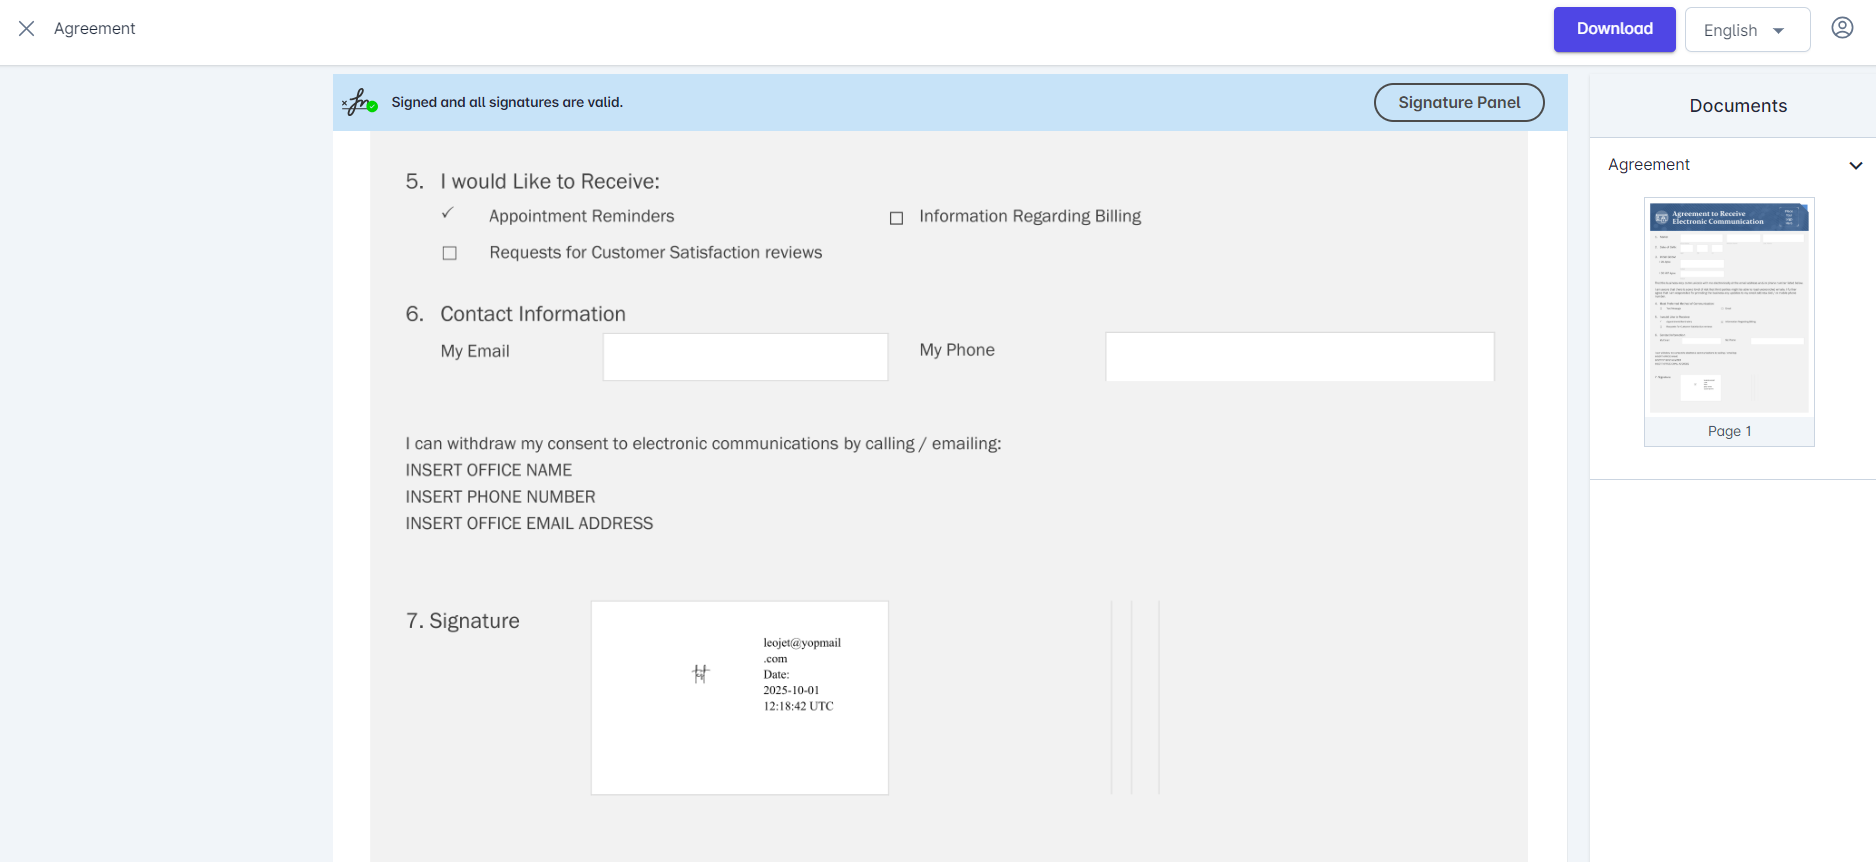 Agreement
Download
English
Signed and all signatures are valid.
Signature Panel
Documents
Agreement
5. I would Like to Receive:
✓ Appointment Reminders
☐ Information Regarding Billing
☐ Requests for Customer Satisfaction reviews
6. Contact Information
My Email
My Phone
I can withdraw my consent to electronic communications by calling / emailing:
INSERT OFFICE NAME
INSERT PHONE NUMBER
INSERT OFFICE EMAIL ADDRESS
7. Signature
leojet@yopmail
.com
Date:
2025-10-01
12:18:42 UTC
Agreement to Receive
Electronic Communication
Page 1